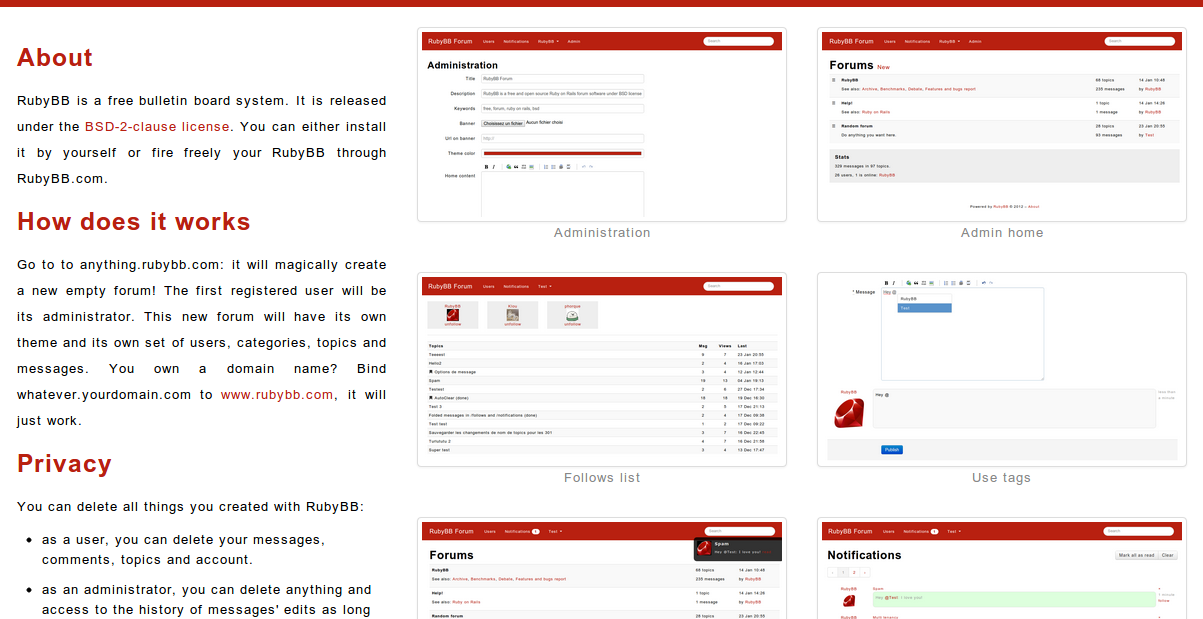 About
RubyBB is a free bulletin board system. It is released
under the BSD-2-clause license. You can either install
it by yourself or fire freely your RubyBB through
RubyBB.com.
How does it works
Go to to anything.rubybb.com: it will magically create
a new empty forum! The first registered user will be
its administrator. This new forum will have its own
theme and its own set of users, categories, topics and
messages. You own a domain name? Bind
whatever.yourdomain.com to www.rubybb.com, it will
just work.
Privacy
You can delete all things you created with RubyBB:
as a user, you can delete your messages,
comments, topics and account.
as an administrator, you can delete anything and
access to the history of messages' edits as long
RubyBB Forum Users Notifications RubyBB Admin Search
Administration
Title RubyBB Forum
Description RubyBB is a free and open source Ruby on Rails forum software under BSD license
Keywords free, forum, ruby on rails, bsd
Banner Choisissez un fichier Aucun fichier choisi
Url on banner http://
Theme color
Home content
Administration
RubyBB Forum Users Notifications RubyBB Admin Search
Forums New
RubyBB 68 topics 14 Jan 10:48
See also: Archive, Benchmarks, Debate, Features and bugs report 235 messages by RubyBB
Help! 1 topic 14 Jan 14:26
See also: Ruby on Rails 1 message by RubyBB
Random forum 28 topics 23 Jan 20:55
Do anything you want here. 93 messages by Test
Stats
329 messages in 97 topics.
26 users, 1 is online: RubyBB
Powered by RubyBB © 2012 – About
Admin home
RubyBB Forum Users Notifications Test Search
RubyBB Kiwu phorque
unfollow unfollow unfollow
Topics Msg Views Last
Teeeest 9 7 23 Jan 20:55
Hello2 2 4 16 Jan 17:03
Options de message 3 4 12 Jan 12:44
Spam 19 13 04 Jan 16:13
Testest 2 6 27 Dec 17:34
AutoClear (done) 18 19 19 Dec 16:30
Test 3 2 5 17 Dec 21:13
Folded messages in /follows and /notifications (done) 2 4 17 Dec 09:38
Test test 1 2 17 Dec 09:22
Sauvegarder les changements de nom de topics pour les 301 3 7 16 Dec 22:45
Tutututu 2 4 7 16 Dec 21:58
Super test 3 4 13 Dec 17:47
Follows list
* Message Hey @
RubyBB
Test
RubyBB
Hey @
Publish
Use tags
RubyBB Forum Users Notifications 1 Test Search
Spam
Hey @Test: I love you!
Forums
RubyBB 68 topics 14 Jan 10:48
See also: Archive, Benchmarks, Debate, Features and bugs report 235 messages by RubyBB
Help! 1 topic 14 Jan 14:26
See also: Ruby on Rails 1 message by RubyBB
Random forum 28 topics 23 Jan 20:55
RubyBB Forum Users Notifications 1 Test Search
Notifications Mark all as read Clear
1 2
RubyBB Spam
Hey @Test: I love you!
follow
RubyBB Multi tenancy